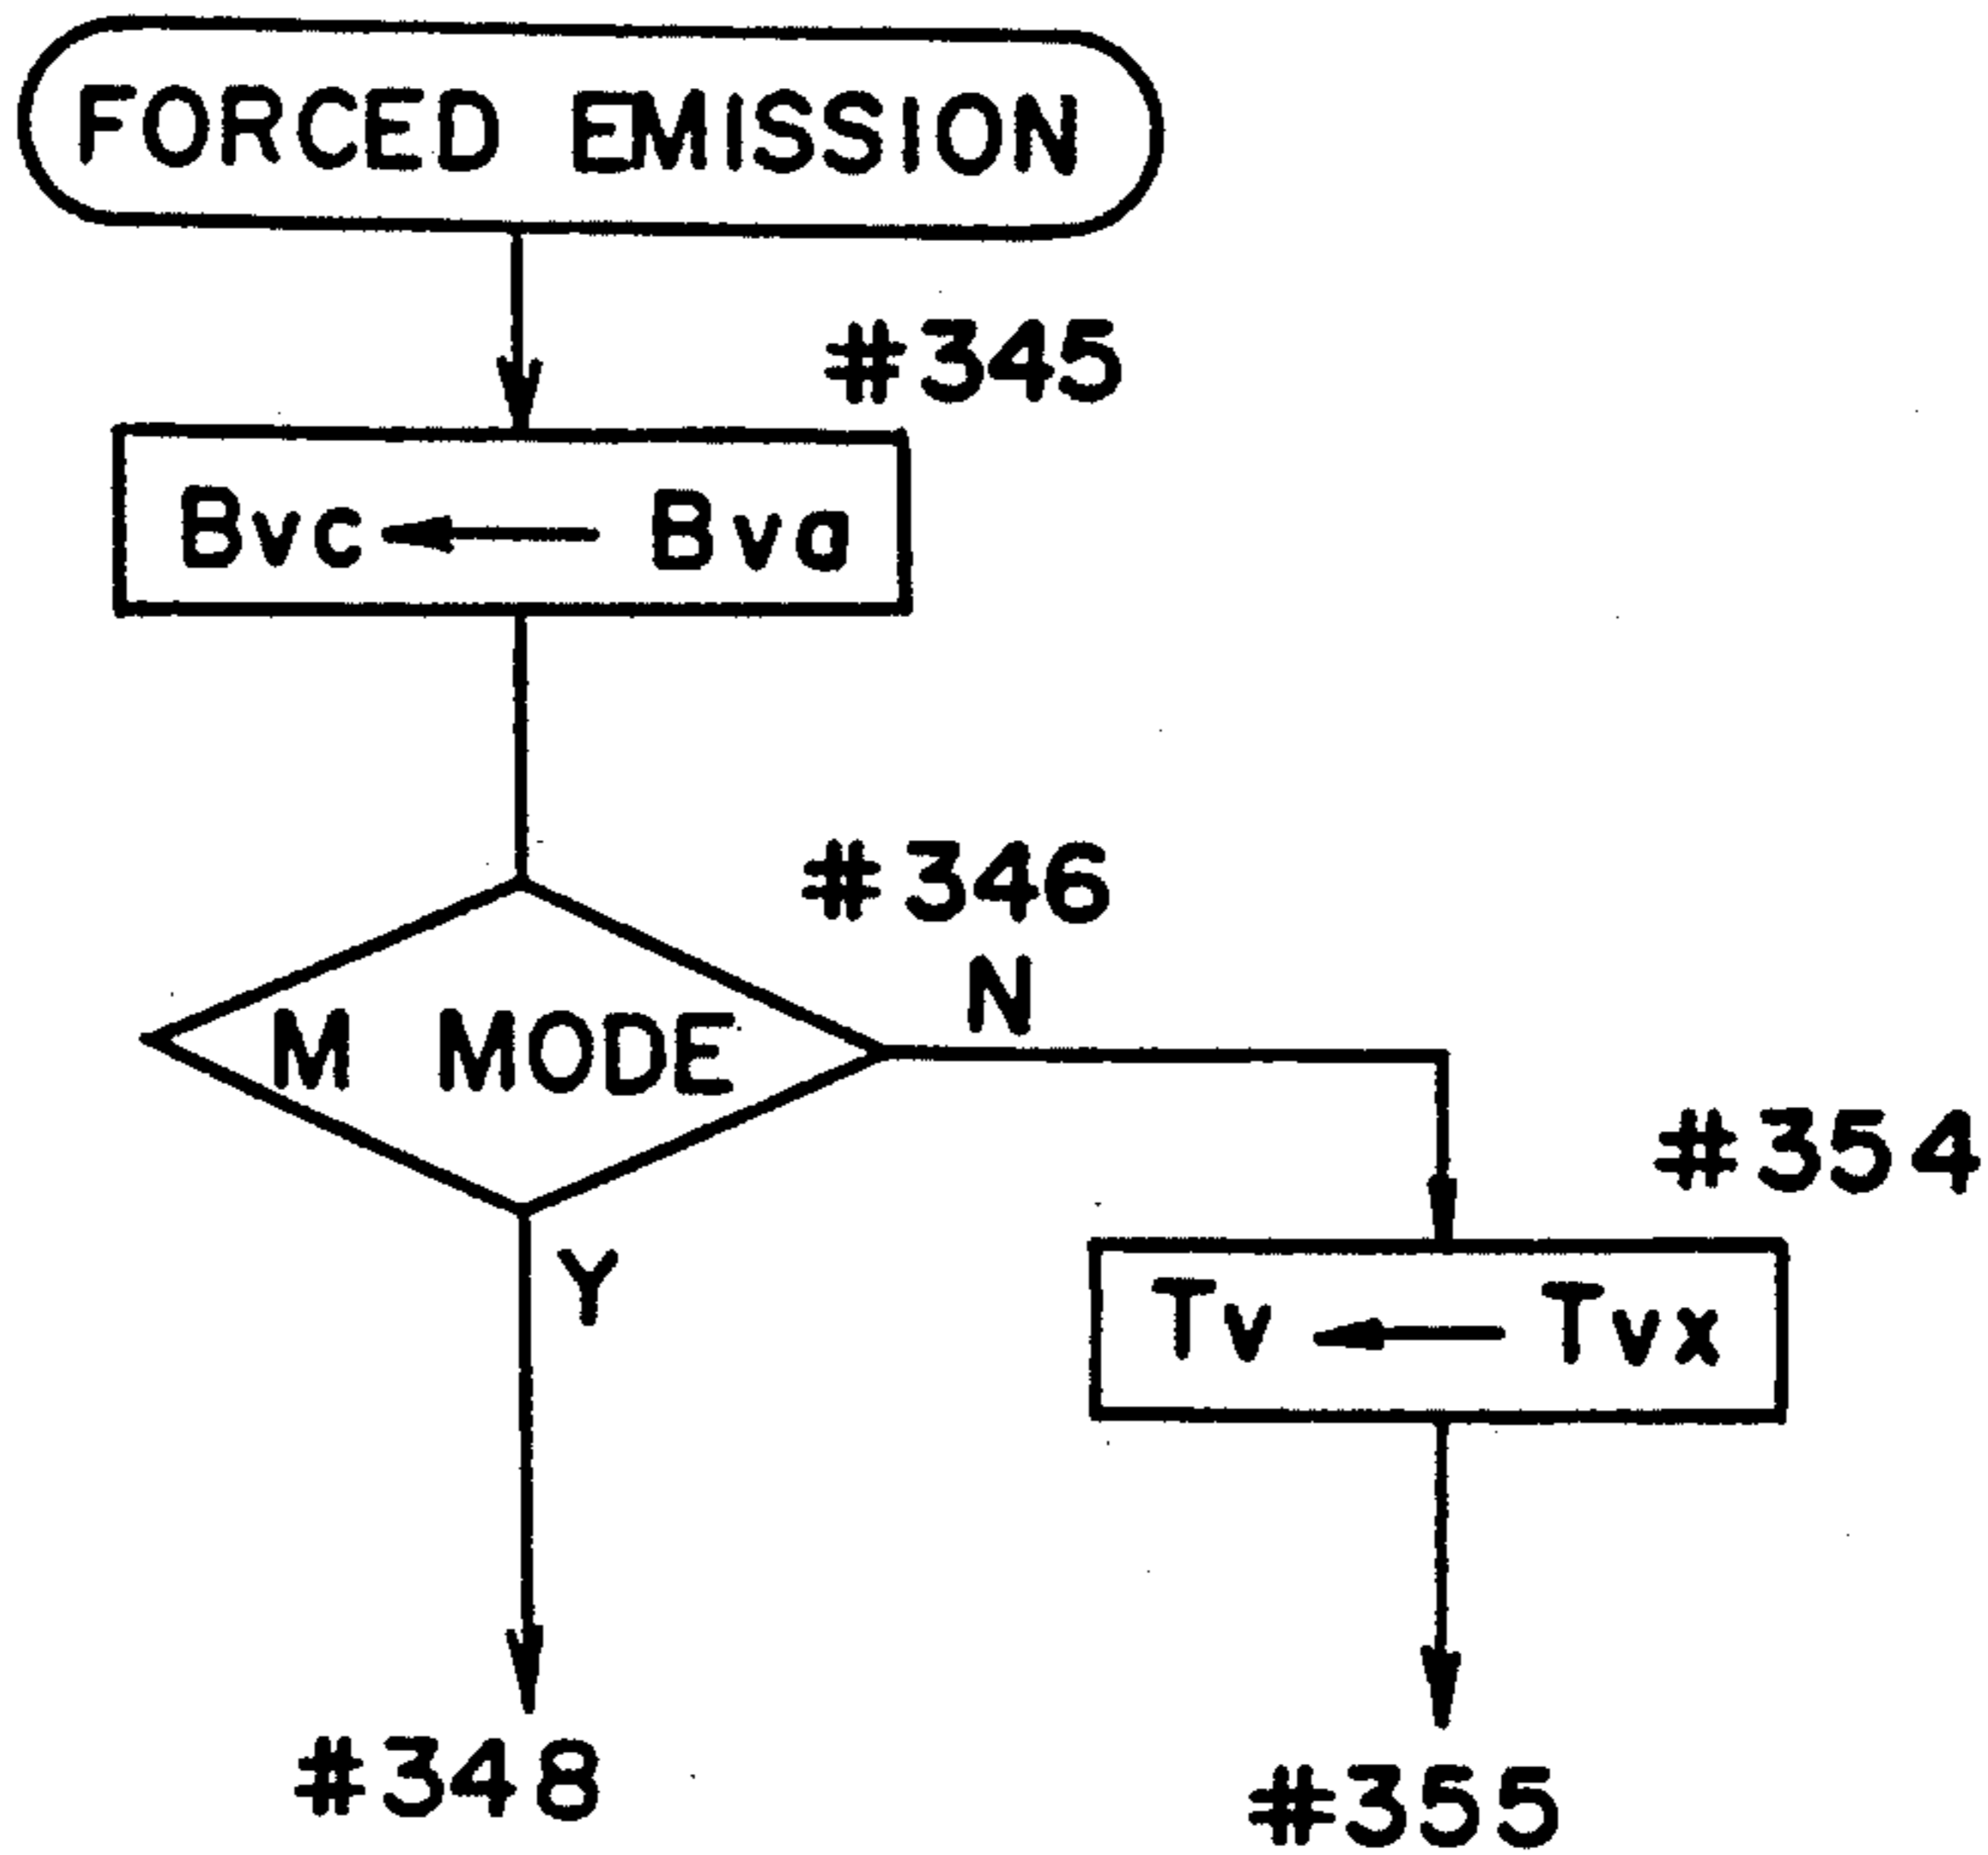 FORCED EMISSION
#345
Bvc ← Bva
#346
N
M MODE
#354
Y
Tv ← Tvx
#348
#355